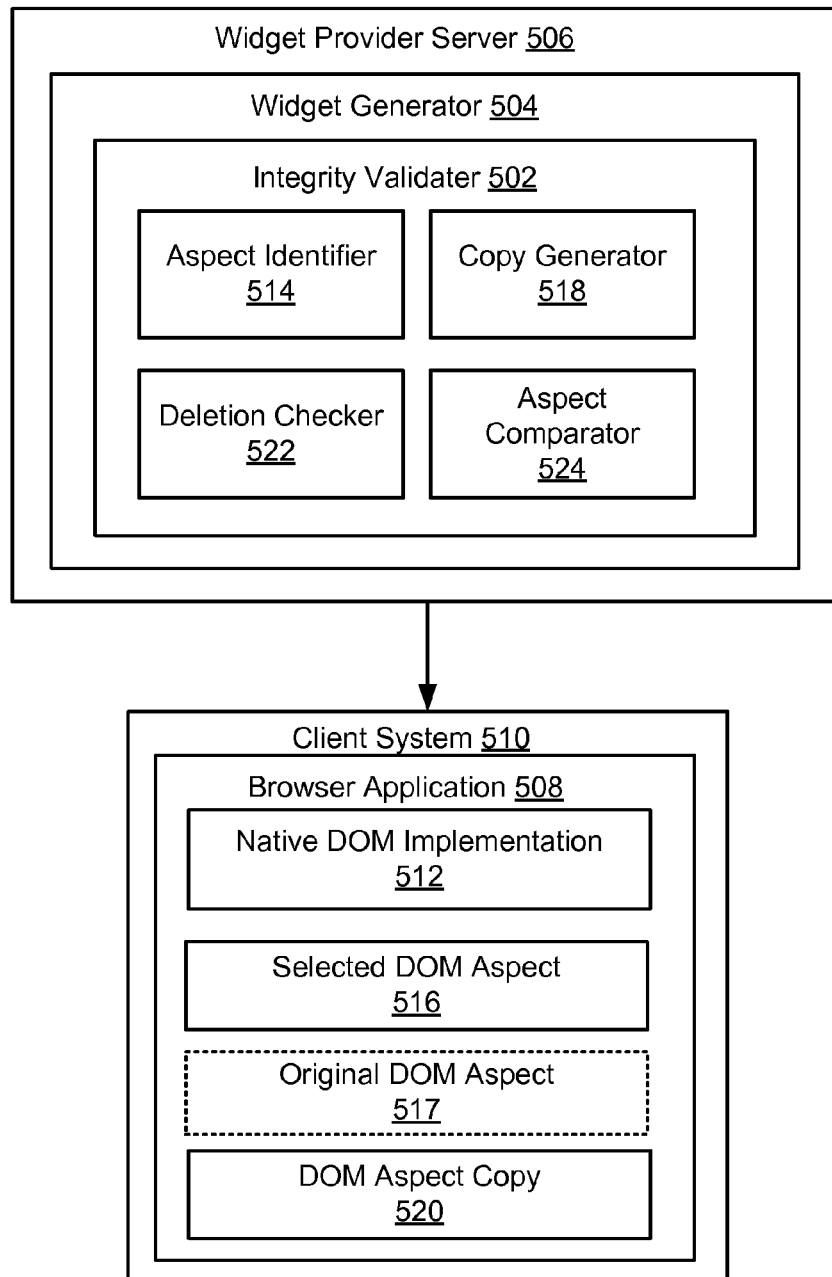 Widget Provider Server 506
Widget Generator 504
Integrity Validater 502
Aspect Identifier
514
Copy Generator
518
Deletion Checker
522
Aspect
Comparator
524
Client System 510
Browser Application 508
Native DOM Implementation
512
Selected DOM Aspect
516
Original DOM Aspect
517
DOM Aspect Copy
520